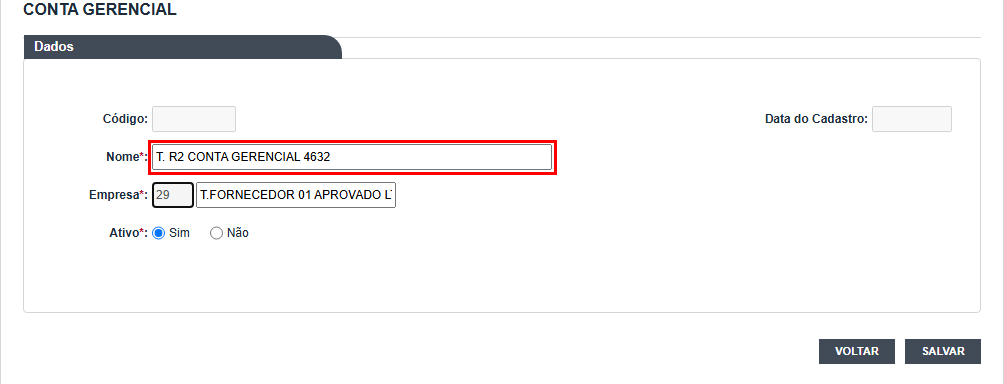 CONTA GERENCIAL
Dados
Código: Data do Cadastro:
Nome*: T. R2 CONTA GERENCIAL 4632
Empresa*: 29 T.FORNECEDOR 01 APROVADO L
Ativo*: Sim Não
VOLTAR SALVAR